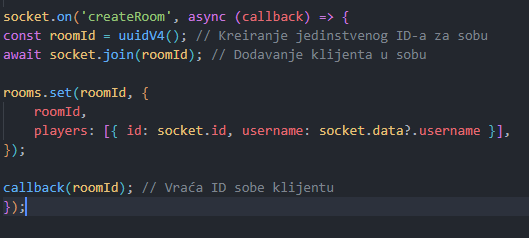 socket.on('createRoom', async (callback) => {
const roomId = uuidV4(); // Kreiranje jedinstvenog ID-a za sobu
await socket.join(roomId); // Dodavanje klijenta u sobu
rooms.set(roomId, {
roomId,
players: [{ id: socket.id, username: socket.data?.username }],
});
callback(roomId); // Vraća ID sobe klijentu
});